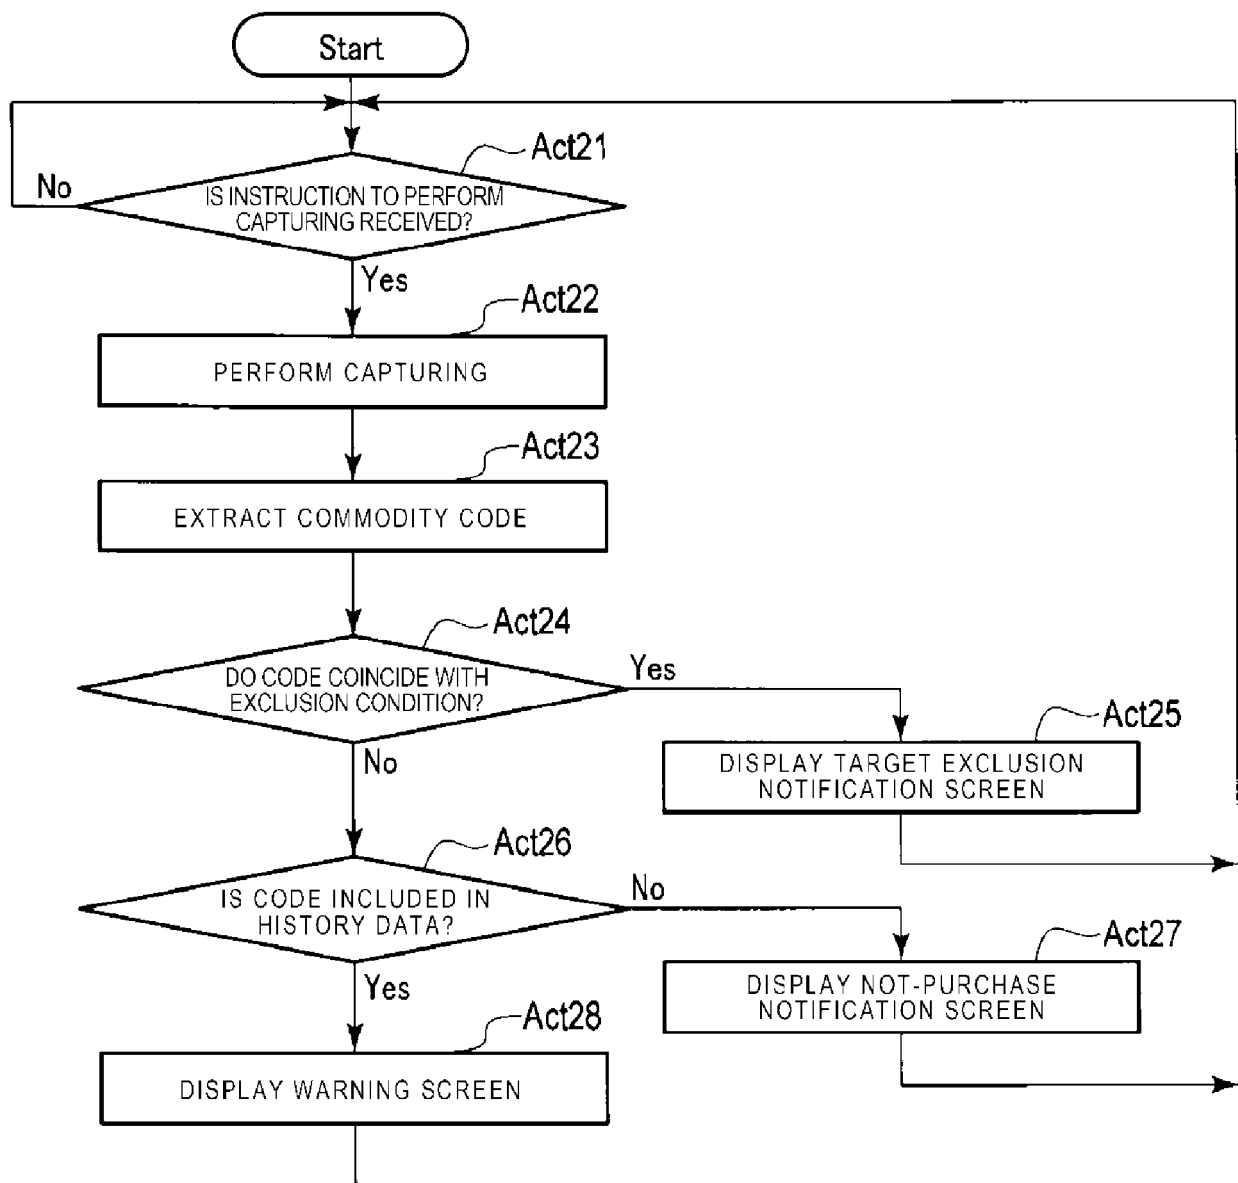 Start
Act21
No
IS INSTRUCTION TO PERFORM
CAPTURING RECEIVED?
Yes
Act22
PERFORM CAPTURING
Act23
EXTRACT COMMODITY CODE
Act24
DO CODE COINCIDE WITH
EXCLUSION CONDITION?
Yes
No
Act25
DISPLAY TARGET EXCLUSION
NOTIFICATION SCREEN
Act26
IS CODE INCLUDED IN
HISTORY DATA?
No
Yes
Act27
DISPLAY NOT-PURCHASE
NOTIFICATION SCREEN
Act28
DISPLAY WARNING SCREEN